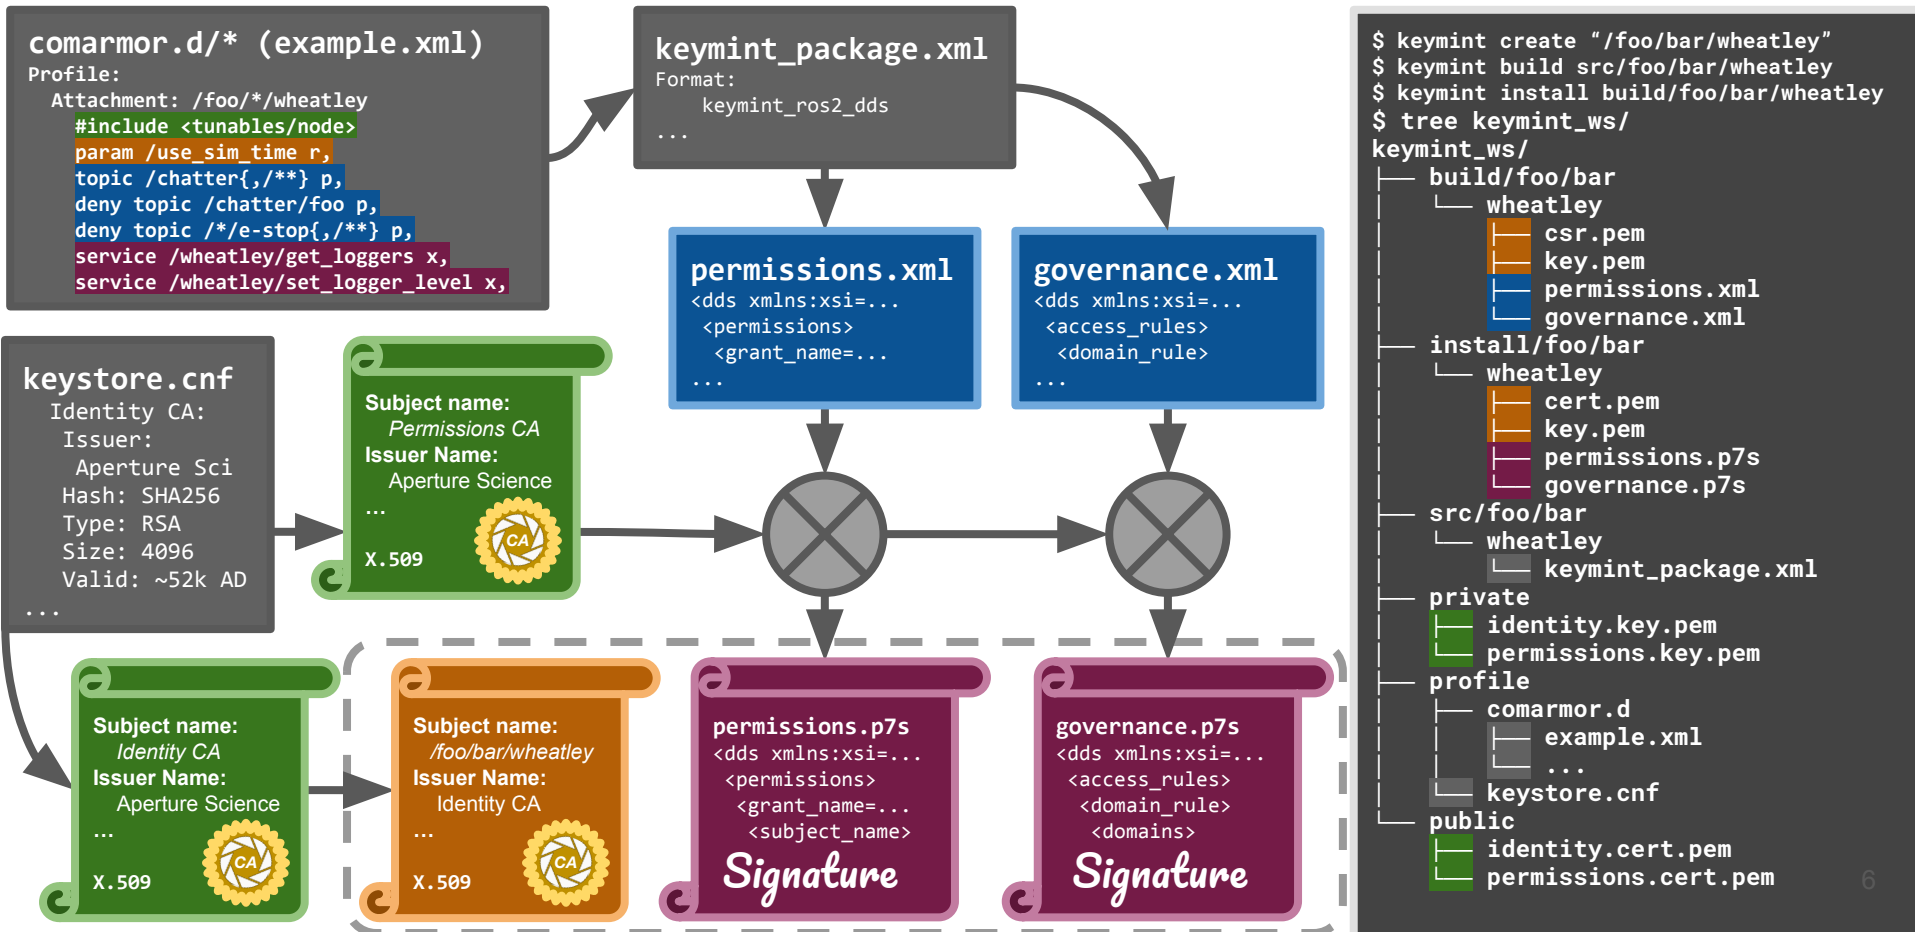 comarmor.d/* (example.xml)
Profile:
Attachment: /foo/*/wheatley
#include <tunables/node>
param /use_sim_time r,
topic /chatter{,/**} p,
deny topic /chatter/foo p,
deny topic /*/e-stop{,/**} p,
service /wheatley/get_loggers x,
service /wheatley/set_logger_level x,
keymint_package.xml
Format:
keymint_ros2_dds
...
permissions.xml
<dds xmlns:xsi=...
<permissions>
<grant_name=...
...
governance.xml
<dds xmlns:xsi=...
<access_rules>
<domain_rule>
...
keystore.cnf
Identity CA:
Issuer:
Aperture Sci
Hash: SHA256
Type: RSA
Size: 4096
Valid: ~52k AD
...
Subject name:
Permissions CA
Issuer Name:
Aperture Science
...
CA
X.509
Subject name:
Identity CA
Issuer Name:
Aperture Science
...
CA
X.509
Subject name:
/foo/bar/wheatley
Issuer Name:
Identity CA
...
CA
X.509
permissions.p7s
<dds xmlns:xsi=...
<permissions>
<grant_name=...
<subject_name>
Signature
governance.p7s
<dds xmlns:xsi=...
<access_rules>
<domain_rule>
<domains>
Signature
$ keymint create “/foo/bar/wheatley”
$ keymint build src/foo/bar/wheatley
$ keymint install build/foo/bar/wheatley
$ tree keymint_ws/
keymint_ws/
├── build/foo/bar
│   └── wheatley
│       ├── csr.pem
│       ├── key.pem
│       ├── permissions.xml
│       └── governance.xml
├── install/foo/bar
│   └── wheatley
│       ├── cert.pem
│       ├── key.pem
│       ├── permissions.p7s
│       └── governance.p7s
├── src/foo/bar
│   └── wheatley
│       └── keymint_package.xml
├── private
│   ├── identity.key.pem
│   └── permissions.key.pem
├── profile
│   ├── comarmor.d
│   │   ├── example.xml
│   │   └── ...
│   └── keystore.cnf
└── public
    ├── identity.cert.pem
    └── permissions.cert.pem
6